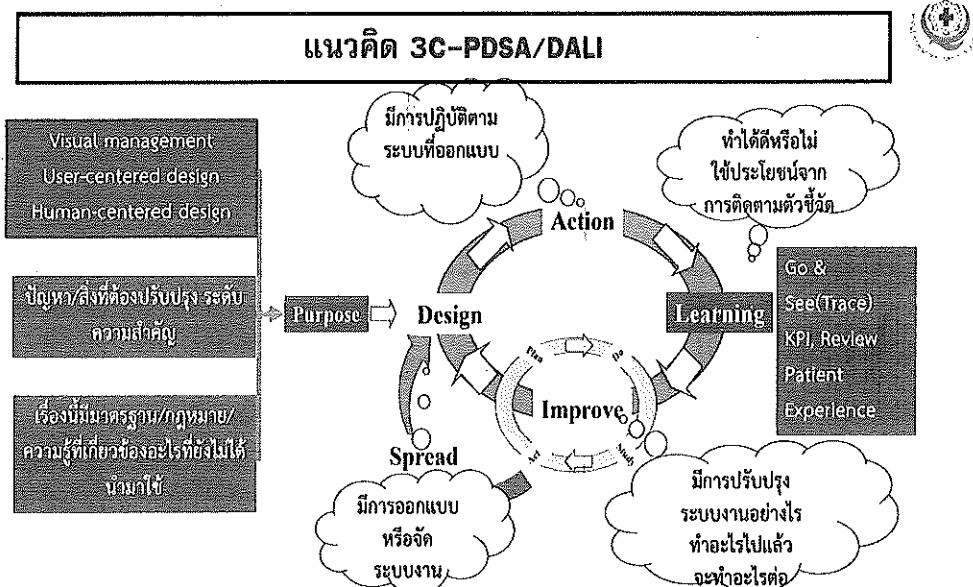 แนวคิด 3C-PDSA/DALI
Visual management
User-centered design
Human-centered design
ปัญหา/สิ่งที่ต้องปรับปรุง ระดับ
ความสำคัญ
เรื่องนี้มีมาตรฐาน/กฎหมาย/
ความรู้ที่เกี่ยวข้องอะไรที่ยังไม่ได้
นำมาใช้
Purpose
มีการปฏิบัติตาม
ระบบที่ออกแบบ
Action
ทำได้ดีหรือไม่
ใช้ประโยชน์จาก
การติดตามตัวชี้วัด
Design
Learning
Go &
See(Trace)
KPI, Review
Patient
Experience
Plan
Do
Study
Act
Improve
Spread
มีการออกแบบ
หรือจัด
ระบบงาน
มีการปรับปรุง
ระบบงานอย่างไร
ทำอะไรไปแล้ว
จะทำอะไรต่อ